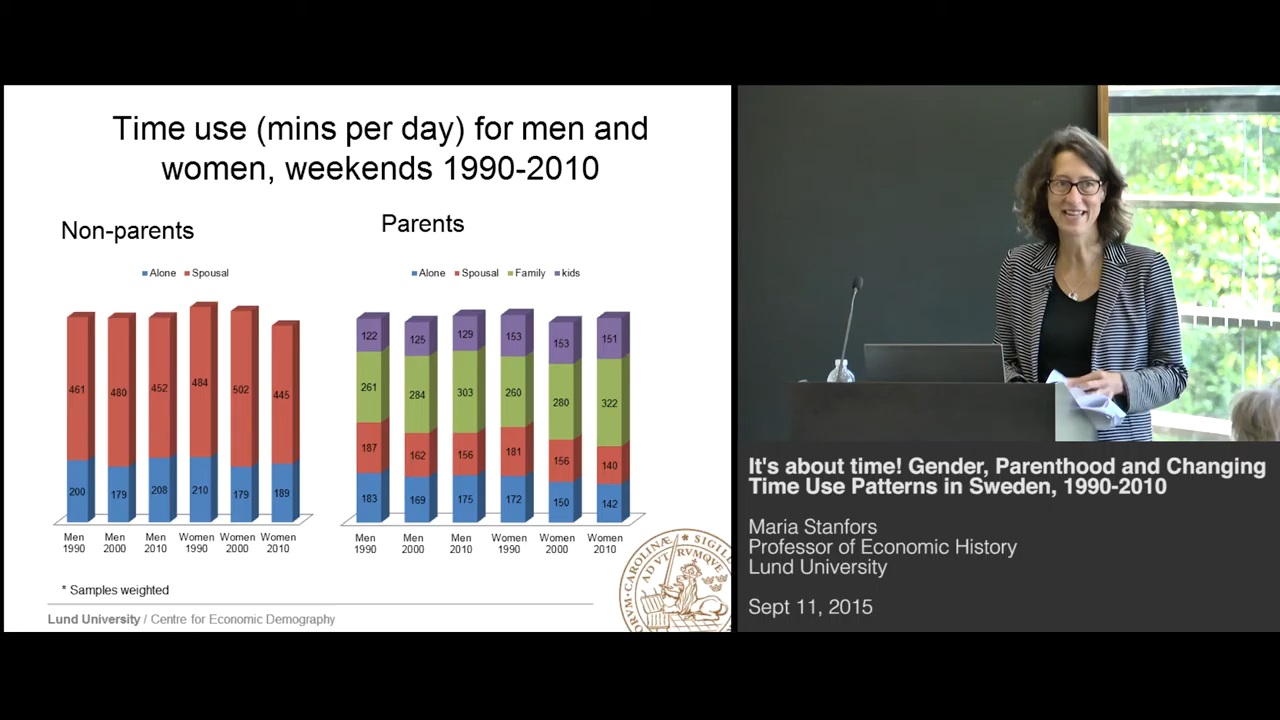 Time use (mins per day) for men and
women, weekends 1990-2010
Non-parents
Alone Spousal
461 480 452 484 502 445
200 179 208 210 179 189
Men 1990
Men 2000
Men 2010
Women 1990
Women 2000
Women 2010
Parents
Alone Spousal Family kids
122 125 129 153 153 151
261 284 303 260 280 322
187 162 156 181 156 140
183 169 175 172 150 142
Men 1990
Men 2000
Men 2010
Women 1990
Women 2000
Women 2010
* Samples weighted
Lund University / Centre for Economic Demography
CAROLINÆ SIGILL
AD VTRVMQVE
It's about time! Gender, Parenthood and Changing
Time Use Patterns in Sweden, 1990-2010
Maria Stanfors
Professor of Economic History
Lund University
Sept 11, 2015